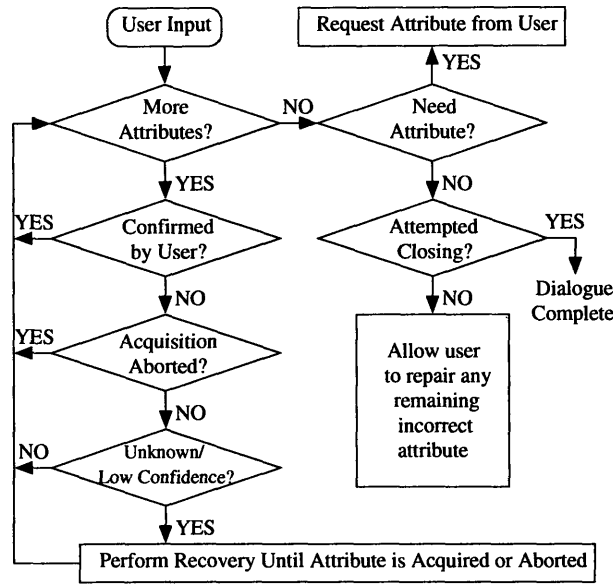 User Input
Request Attribute from User
YES
More
Attributes?
NO
Need
Attribute?
YES
NO
YES
Confirmed
by User?
Attempted
Closing?
YES
NO
NO
Dialogue
Complete
YES
Acquisition
Aborted?
Allow user
to repair any
remaining
incorrect
attribute
NO
NO
Unknown/
Low Confidence?
YES
Perform Recovery Until Attribute is Acquired or Aborted